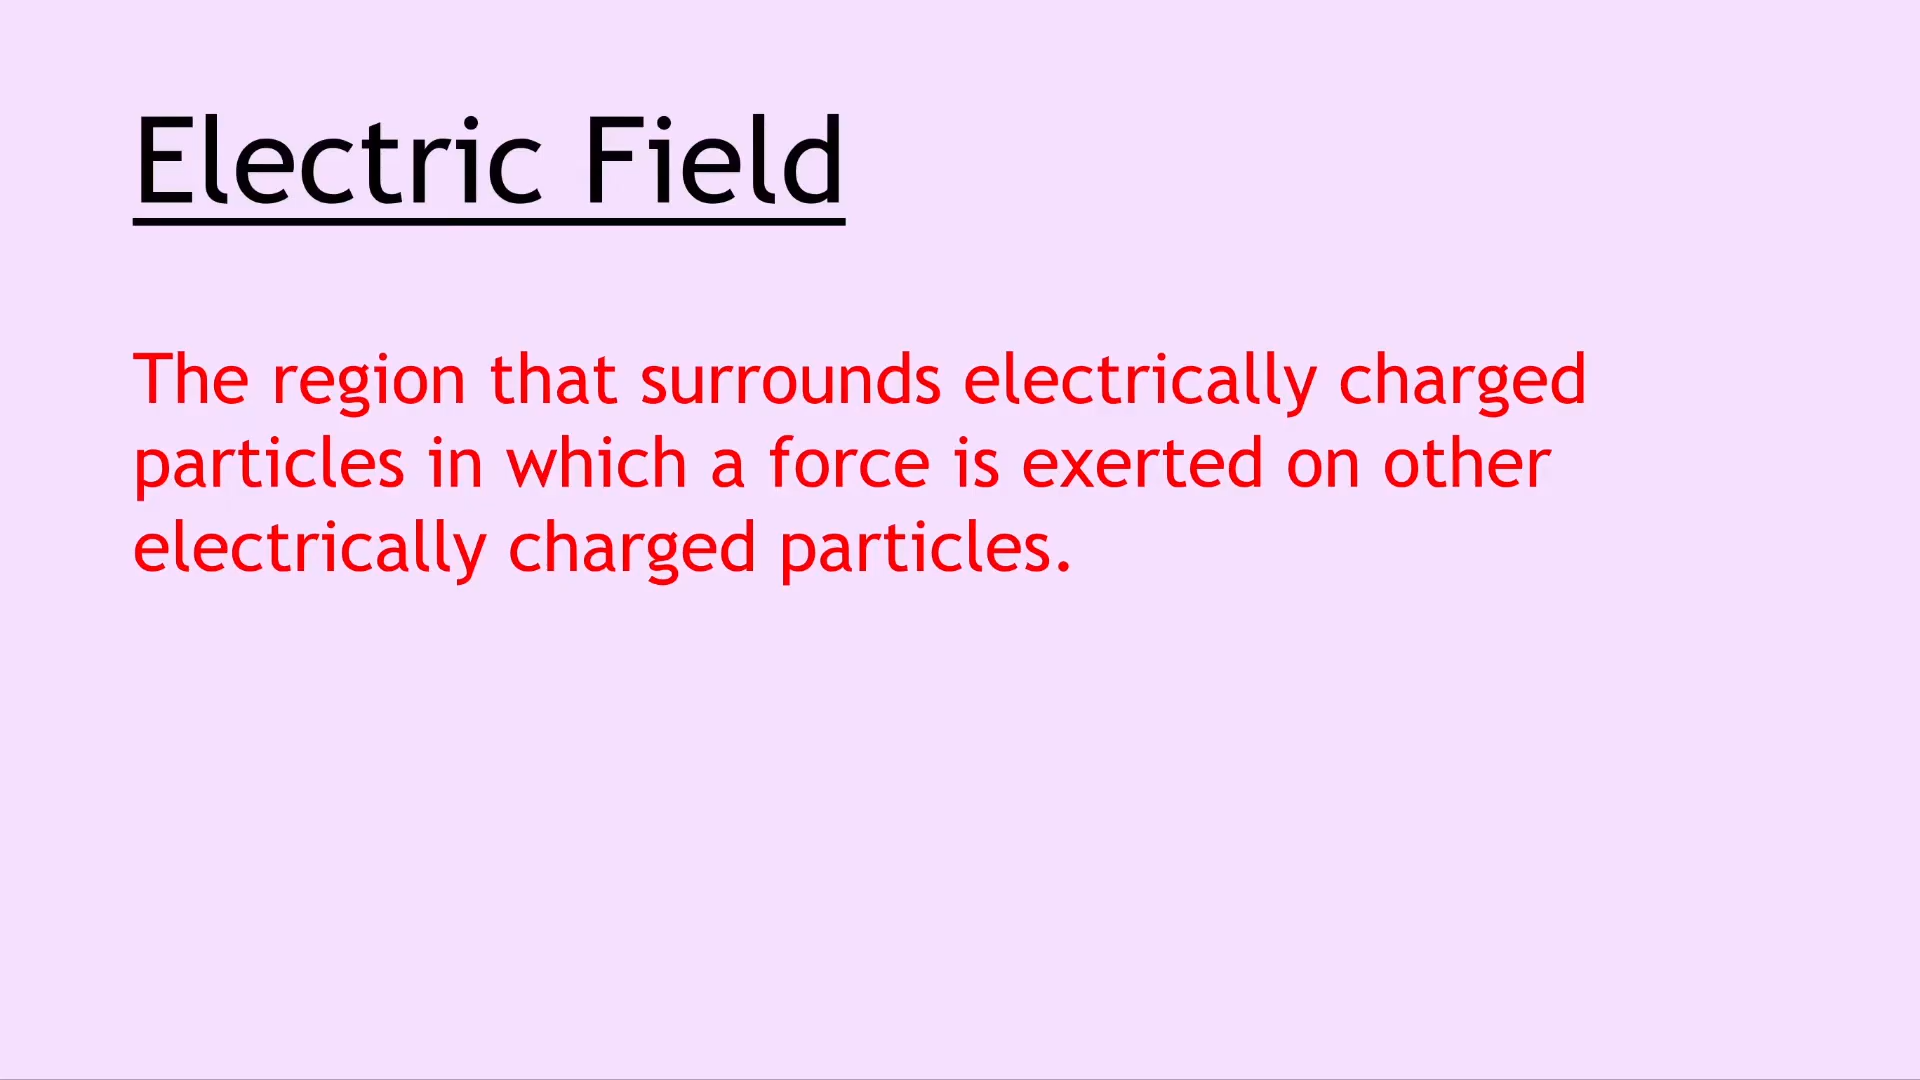 Electric Field
The region that surrounds electrically charged
particles in which a force is exerted on other
electrically charged particles.